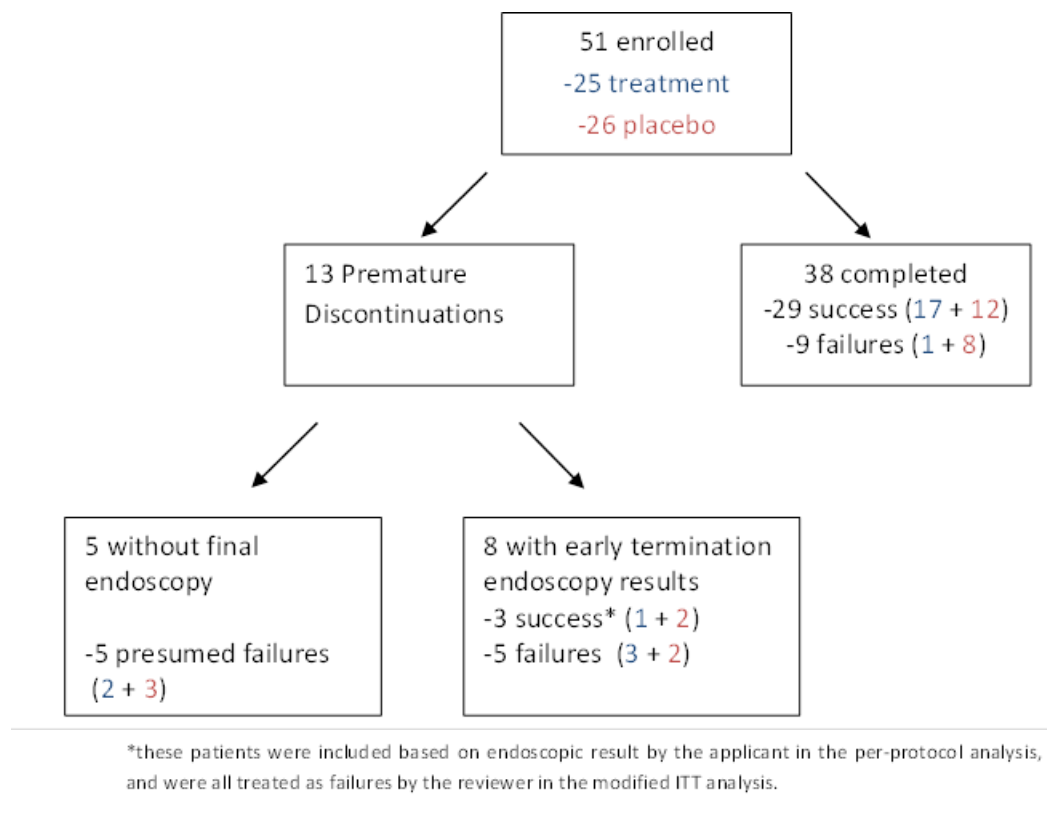 51 enrolled
-25 treatment
-26 placebo
13 Premature
Discontinuations
38 completed
-29 success (17 + 12)
-9 failures (1 + 8)
5 without final
endoscopy
-5 presumed failures
(2 + 3)
8 with early termination
endoscopy results
-3 success* (1 + 2)
-5 failures (3 + 2)
*these patients were included based on endoscopic result by the applicant in the per-protocol analysis,
and were all treated as failures by the reviewer in the modified ITT analysis.